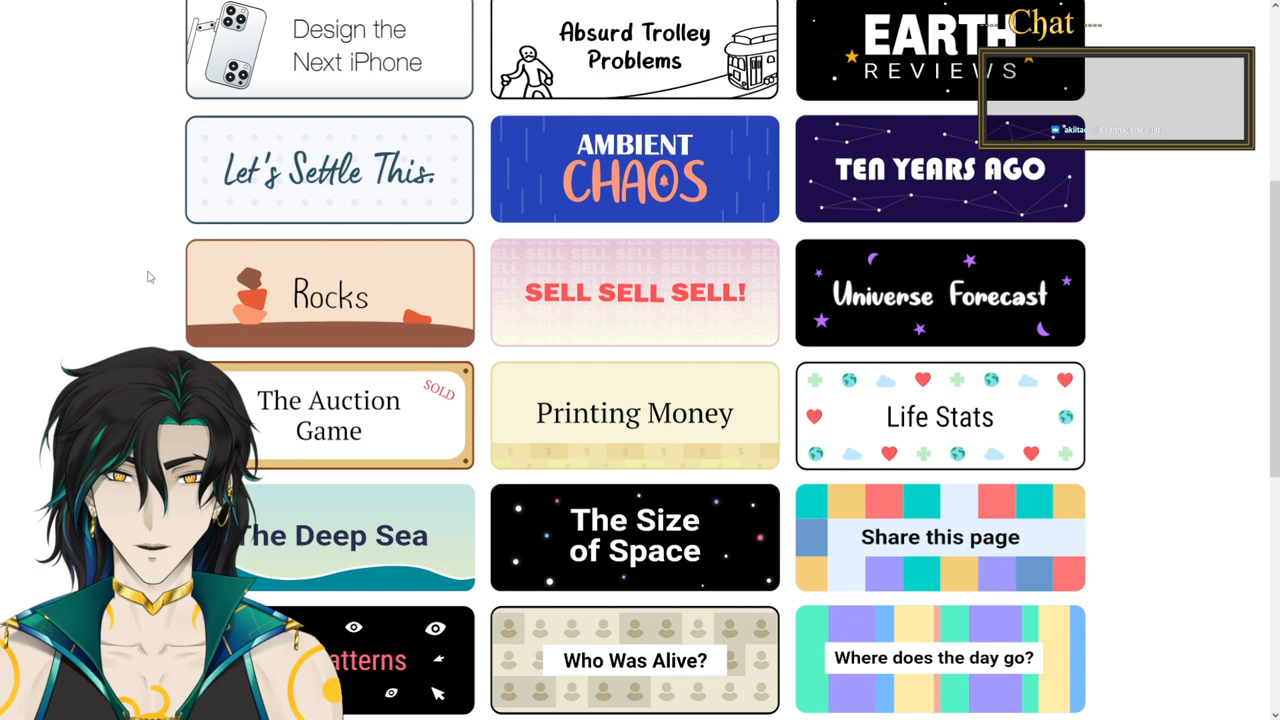 Design the
Next iPhone
Absurd Trolley
Problems
EARTH
REVIEWS
Chat
Let's Settle This.
AMBIENT
CHAOS
TEN YEARS AGO
Rocks
SELL SELL SELL!
Universe Forecast
The Auction
Game
SOLD
Printing Money
Life Stats
The Deep Sea
The Size
of Space
Share this page
atterns
Who Was Alive?
Where does the day go?